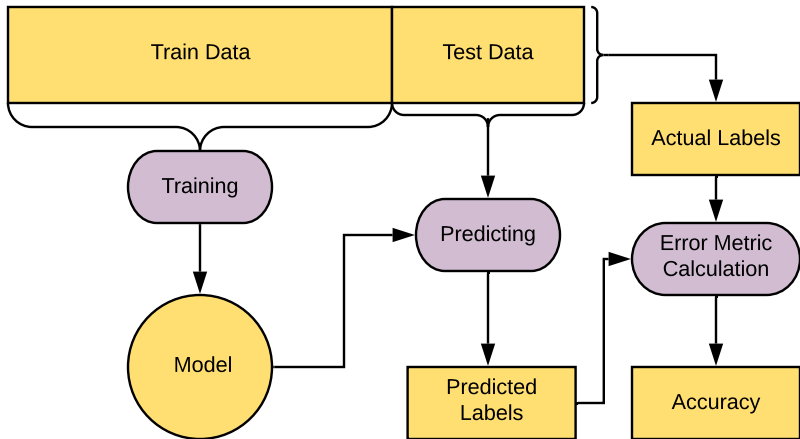 Train Data
Test Data
Actual Labels
Training
Predicting
Error Metric
Calculation
Model
Predicted
Labels
Accuracy